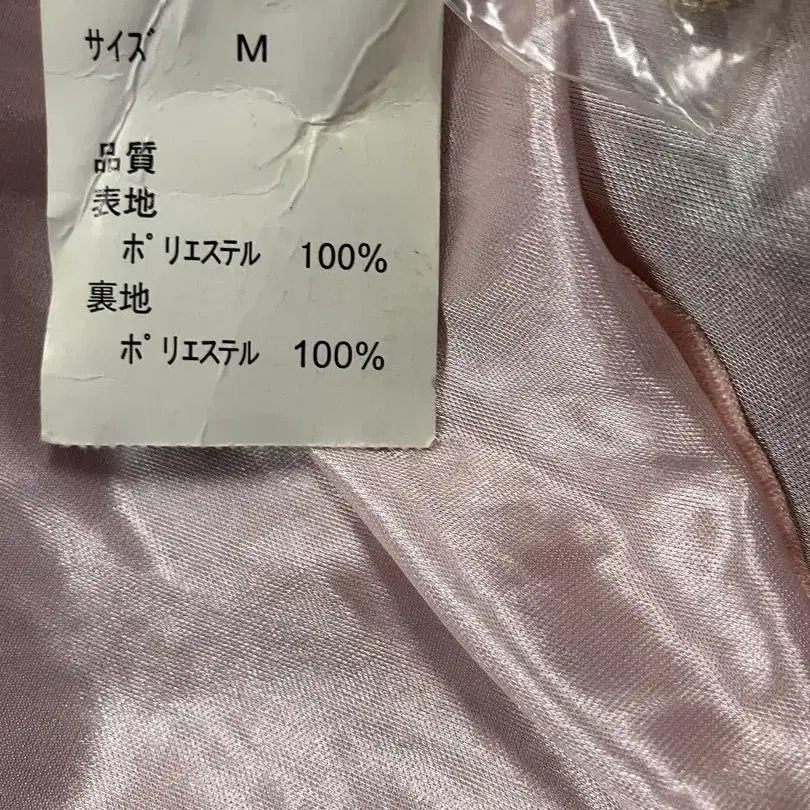 サイズ M
品質
表地
ポリエステル 100%
裏地
ポリエステル 100%